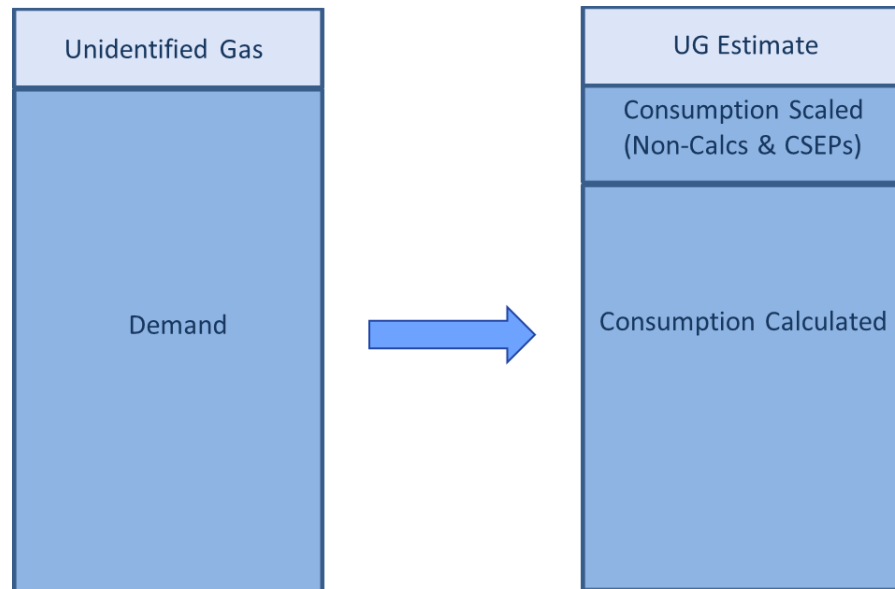 Unidentified Gas
Demand
UG Estimate
Consumption Scaled
(Non-Calcs & CSEPs)
Consumption Calculated